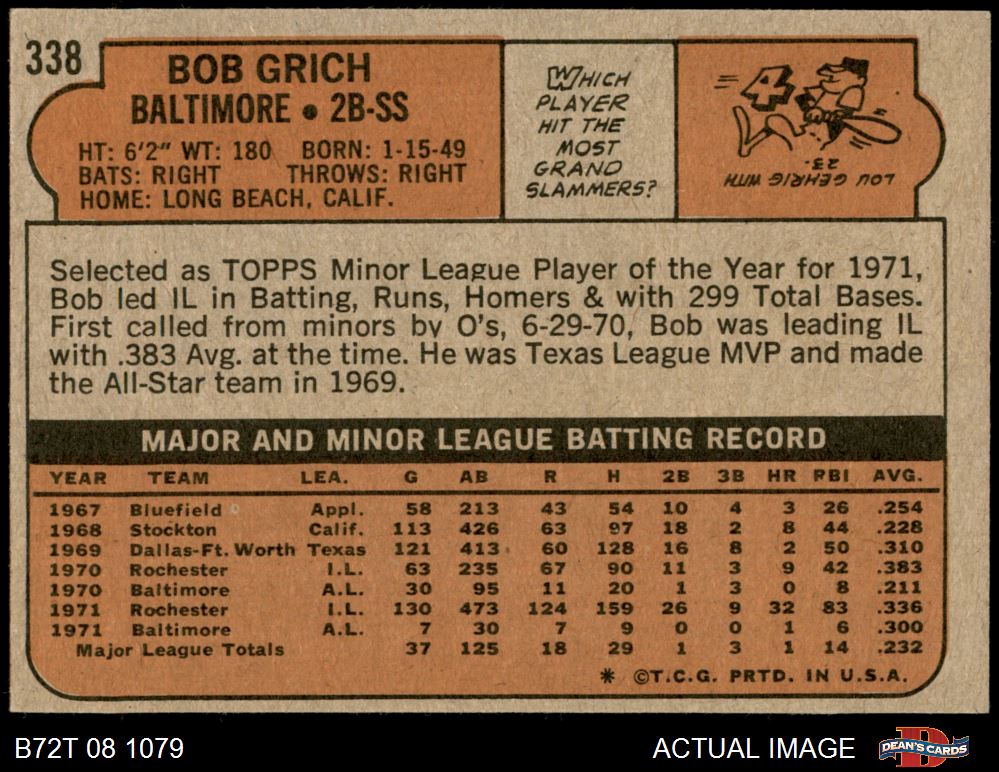 338
BOB GRICH
BALTIMORE • 2B-SS
HT: 6'2" WT: 180 BORN: 1-15-49
BATS: RIGHT THROWS: RIGHT
HOME: LONG BEACH, CALIF.
WHICH
PLAYER
HIT THE
MOST
GRAND
SLAMMERS?
LOU GEHRIG WITH
23.
Selected as TOPPS Minor League Player of the Year for 1971,
Bob led IL in Batting, Runs, Homers & with 299 Total Bases.
First called from minors by O's, 6-29-70, Bob was leading IL
with .383 Avg. at the time. He was Texas League MVP and made
the All-Star team in 1969.
MAJOR AND MINOR LEAGUE BATTING RECORD
YEAR TEAM LEA. G AB R H 2B 3B HR RBI AVG.
1967 Bluefield Appl. 58 213 43 54 10 4 3 26 .254
1968 Stockton Calif. 113 426 63 97 18 2 8 44 .228
1969 Dallas-Ft. Worth Texas 121 413 60 128 16 8 2 50 .310
1970 Rochester I.L. 63 235 67 90 11 3 9 42 .383
1970 Baltimore A.L. 30 95 11 20 1 3 0 8 .211
1971 Rochester I.L. 130 473 124 159 26 9 32 83 .336
1971 Baltimore A.L. 7 30 7 9 0 0 1 6 .300
Major League Totals 37 125 18 29 1 3 1 14 .232
* ©T.C.G. PRTD. IN U.S.A.
B72T 08 1079 ACTUAL IMAGE DEAN'S CARDS